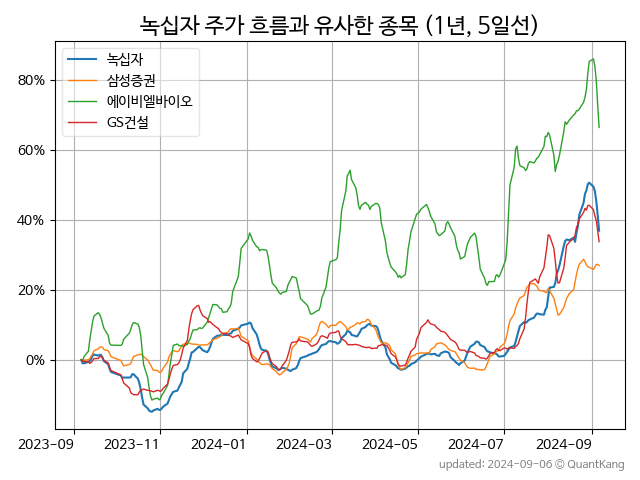 녹십자 주가 흐름과 유사한 종목 (1년, 5일선)
녹십자
삼성증권
에이비엘바이오
GS건설
80%
60%
40%
20%
0%
2023-09 2023-11 2024-01 2024-03 2024-05 2024-07 2024-09
updated: 2024-09-06 © QuantKang